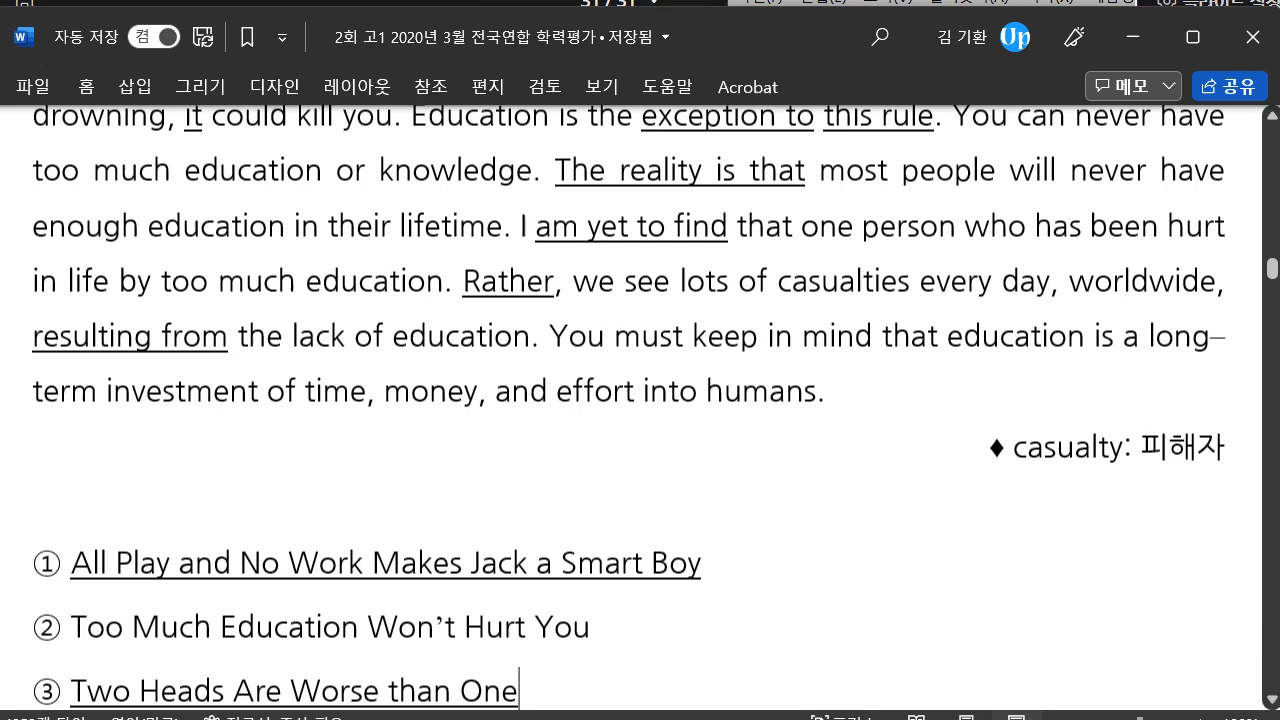 자동 저장 켬 2회 고1 2020년 3월 전국연합 학력평가 • 저장됨 김 기환 Up
파일 홈 삽입 그리기 디자인 레이아웃 참조 편지 검토 보기 도움말 Acrobat 메모 공유
drowning, it could kill you. Education is the exception to this rule. You can never have
too much education or knowledge. The reality is that most people will never have
enough education in their lifetime. I am yet to find that one person who has been hurt
in life by too much education. Rather, we see lots of casualties every day, worldwide,
resulting from the lack of education. You must keep in mind that education is a long–
term investment of time, money, and effort into humans.
♦ casualty: 피해자
① All Play and No Work Makes Jack a Smart Boy
② Too Much Education Won’t Hurt You
③ Two Heads Are Worse than One